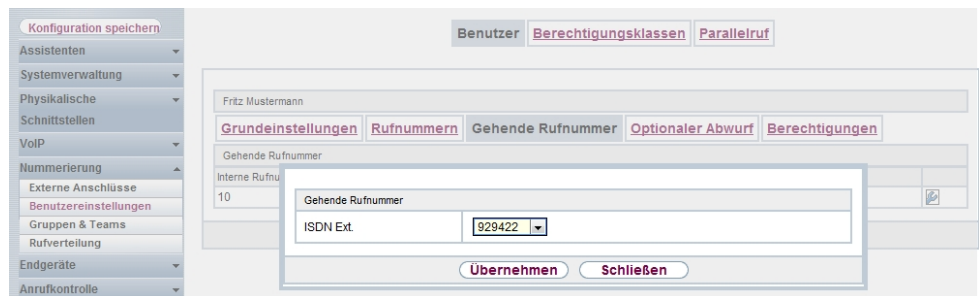 Konfiguration speichern
Assistenten
Systemverwaltung
Physikalische
Schnittstellen
VoIP
Nummerierung
Externe Anschlüsse
Benutzereinstellungen
Gruppen & Teams
Rufverteilung
Endgeräte
Anrufkontrolle
Benutzer Berechtigungsklassen Parallelruf
Fritz Mustermann
Grundeinstellungen Rufnummern Gehende Rufnummer Optionaler Abwurf Berechtigungen
Gehende Rufnummer
Interne Rufnu
10
Gehende Rufnummer
ISDN Ext. 929422
Übernehmen Schließen